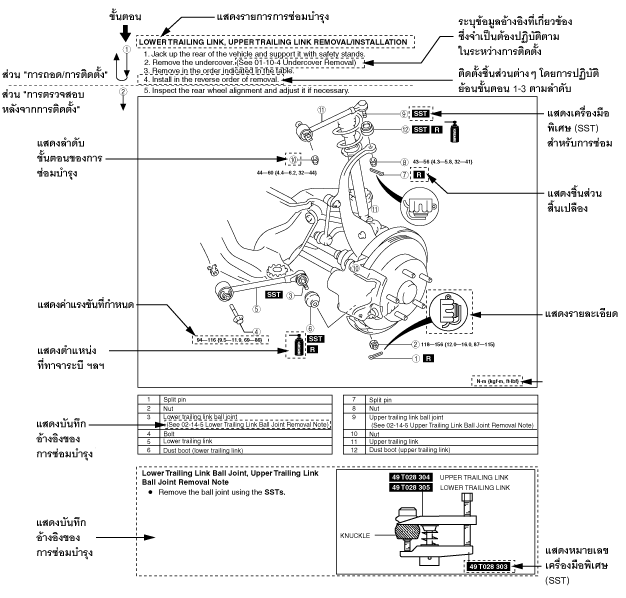 ขั้นตอน
แสดงรายการการซ่อมบำรุง
ระบุข้อมูลอ้างอิงที่เกี่ยวข้อง
ซึ่งจำเป็นต้องปฏิบัติตาม
ในระหว่างการติดตั้ง
LOWER TRAILING LINK, UPPER TRAILING LINK REMOVAL/INSTALLATION
1. Jack up the rear of the vehicle and support it with safety stands.
2. Remove the undercover. (See 01-10-4 Undercover Removal)
3. Remove in the order indicated in the table.
4. Install in the reverse order of removal.
5. Inspect the rear wheel alignment and adjust it if necessary.
1
2
ส่วน "การถอด/การติดตั้ง"
ติดตั้งชิ้นส่วนต่างๆ โดยการปฏิบัติ
ย้อนขั้นตอน 1-3 ตามลำดับ
ส่วน "การตรวจสอบ
หลังจากการติดตั้ง"
แสดงเครื่องมือ
พิเศษ (SST)
สำหรับการซ่อม
แสดงลำดับ
ขั้นตอนของการ
ซ่อมบำรุง
11
9 SST
12 SST R
10
44—60 (4.4—6.2, 32—44)
8 43—56 (4.3—5.8, 32—41)
7 R
แสดงชิ้นส่วน
สิ้นเปลือง
11
10
SST 3
5
6
4
แสดงค่าแรงขันที่กำหนด
94—116 (9.5—11.9, 69—86)
SST
R
แสดงตำแหน่ง
ที่ทาจาระบี ฯลฯ
แสดงรายละเอียด
2 118—156 (12.0—16.0, 87—115)
1 R
N·m {kgf·m, ft·lbf}
1 Split pin
2 Nut
3 Lower trailing link ball joint
(See 02-14-5 Lower Trailing Link Ball Joint Removal Note)
4 Bolt
5 Lower trailing link
6 Dust boot (lower trailing link)
7 Split pin
8 Nut
9 Upper trailing link ball joint
(See 02-14-5 Upper Trailing Link Ball Joint Removal Note)
10 Nut
11 Upper trailing link
12 Dust boot (upper trailing link)
แสดงบันทึก
อ้างอิงของ
การซ่อมบำรุง
Lower Trailing Link Ball Joint, Upper Trailing Link
Ball Joint Removal Note
• Remove the ball joint using the SSTs.
49 T028 304 UPPER TRAILING LINK
49 T028 305 LOWER TRAILING LINK
KNUCKLE
49 T028 303
แสดงบันทึก
อ้างอิงของ
การซ่อมบำรุง
แสดงหมายเลข
เครื่องมือพิเศษ
(SST)